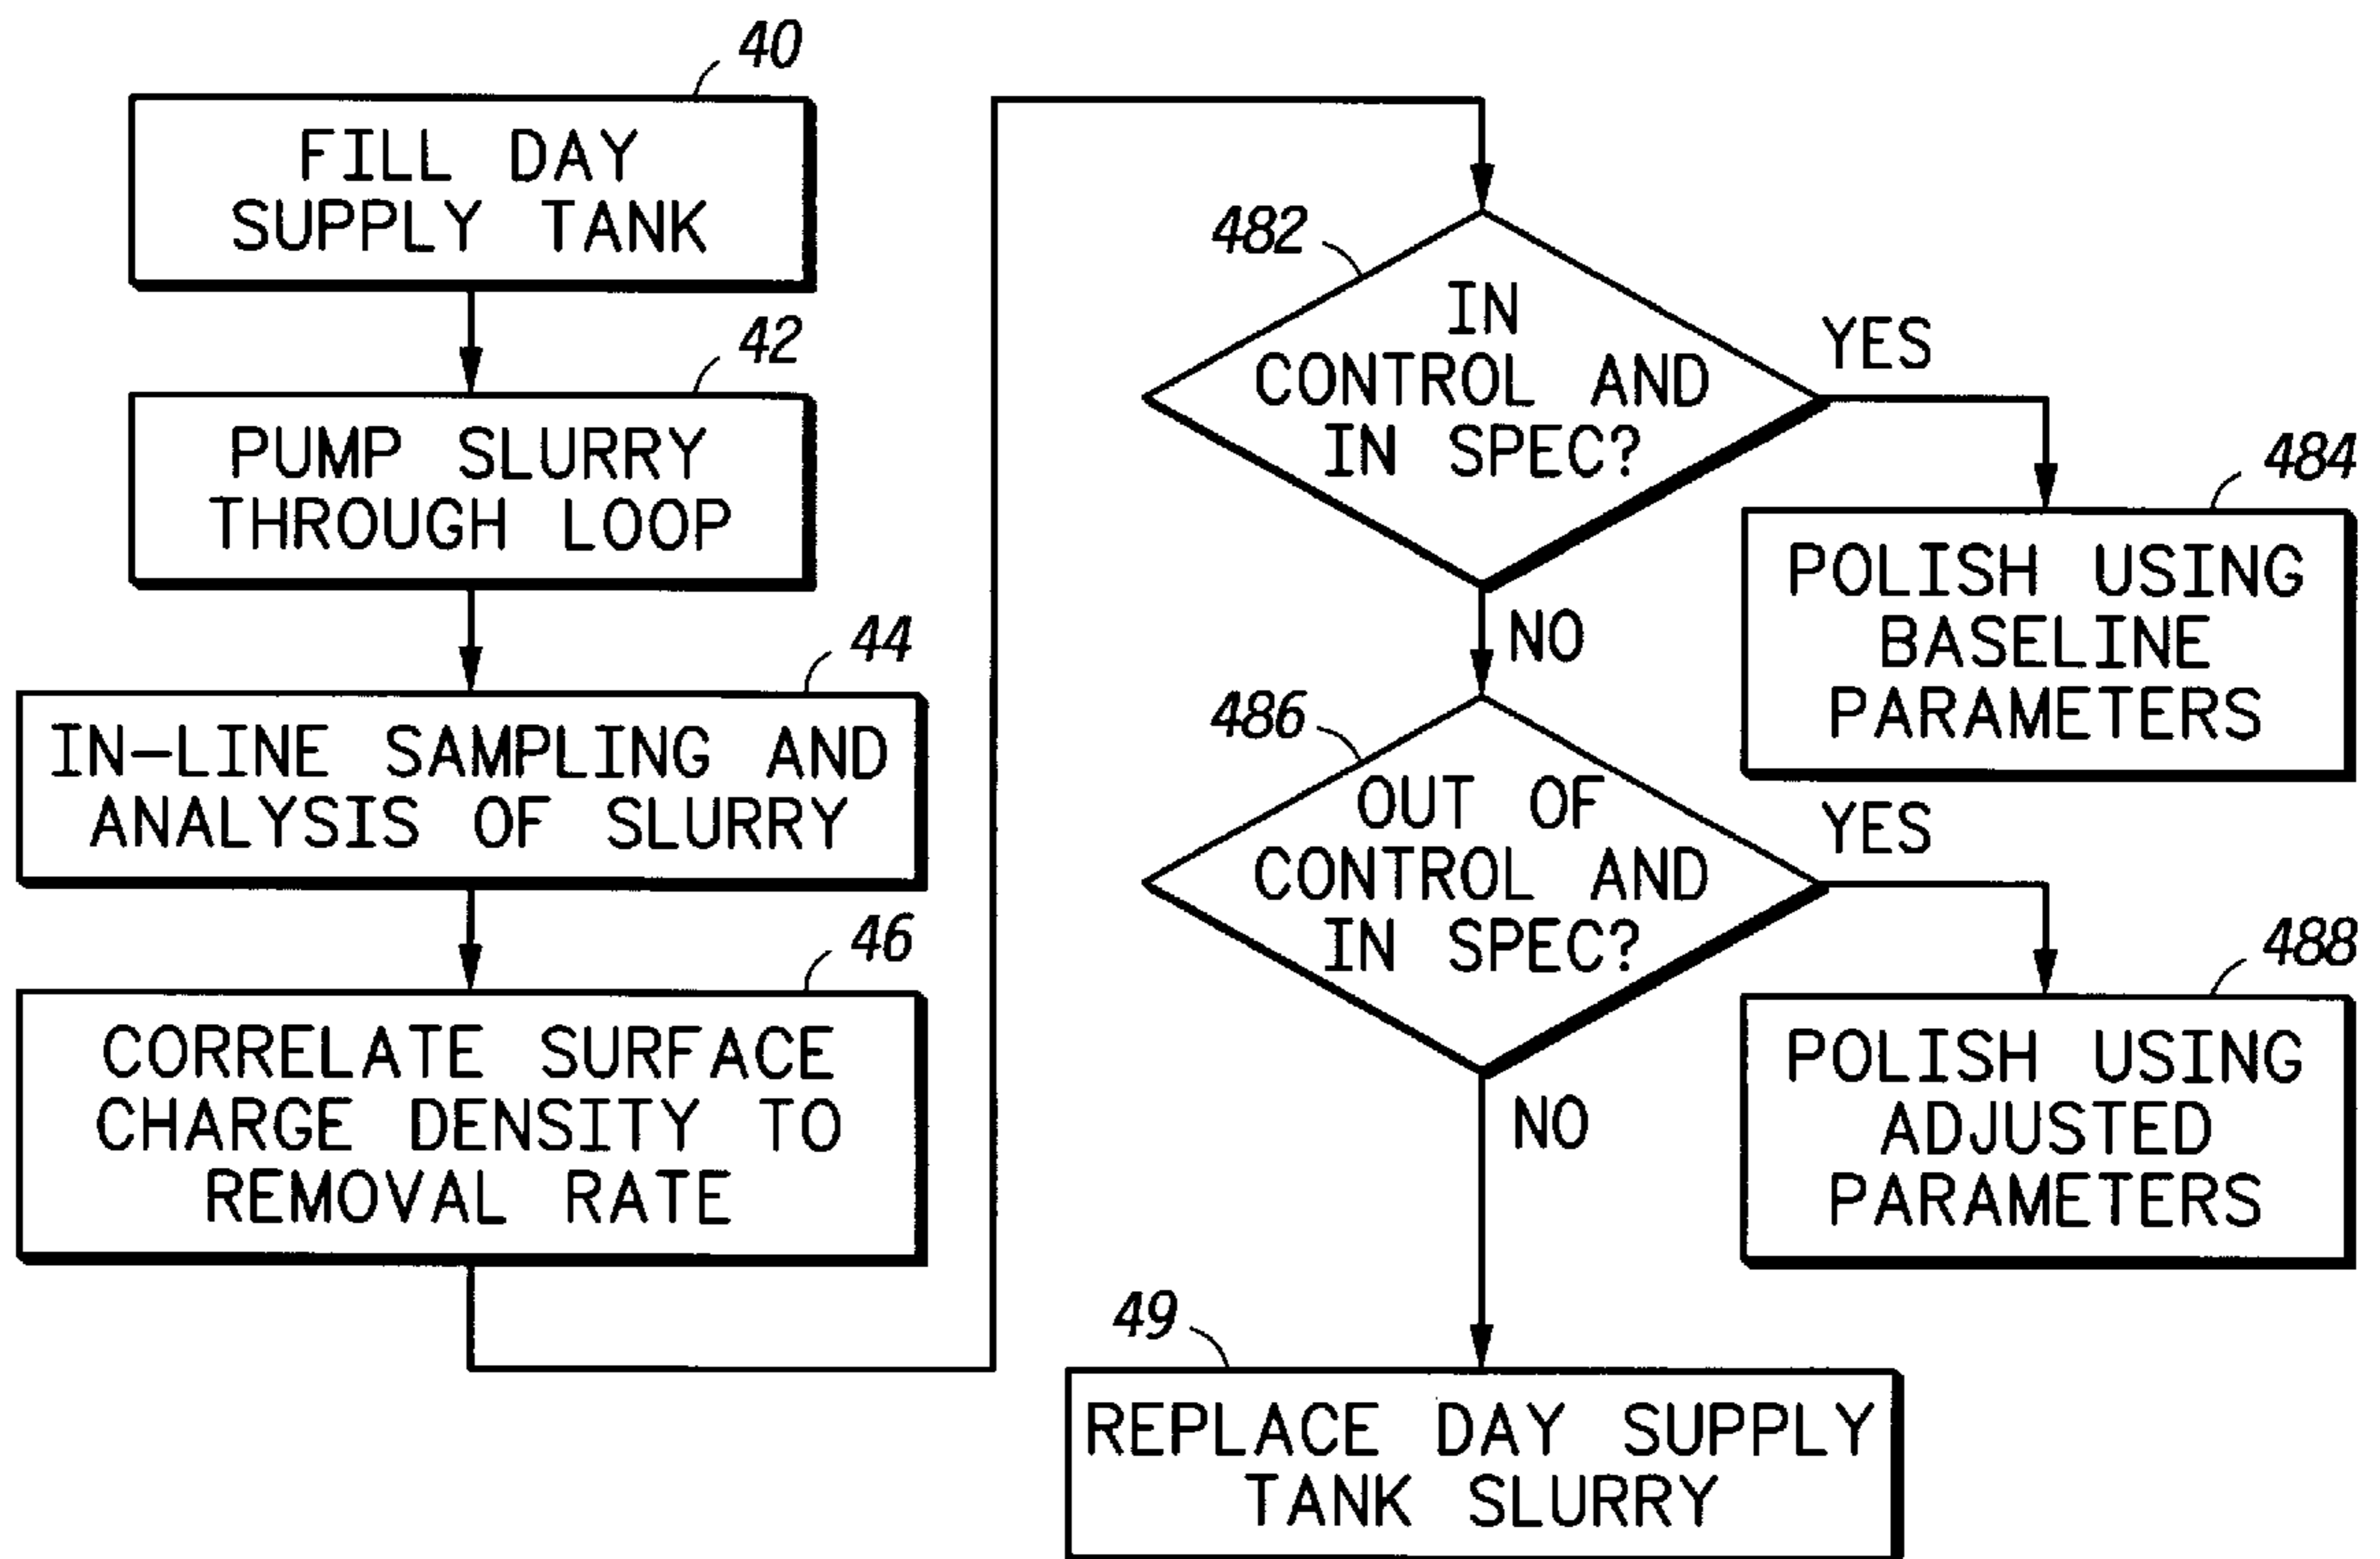 40
FILL DAY
SUPPLY TANK
42
PUMP SLURRY
THROUGH LOOP
44
IN-LINE SAMPLING AND
ANALYSIS OF SLURRY
46
CORRELATE SURFACE
CHARGE DENSITY TO
REMOVAL RATE
482
IN
CONTROL AND
IN SPEC?
YES
484
POLISH USING
BASELINE
PARAMETERS
NO
486
OUT OF
CONTROL AND
IN SPEC?
YES
488
POLISH USING
ADJUSTED
PARAMETERS
NO
49
REPLACE DAY SUPPLY
TANK SLURRY